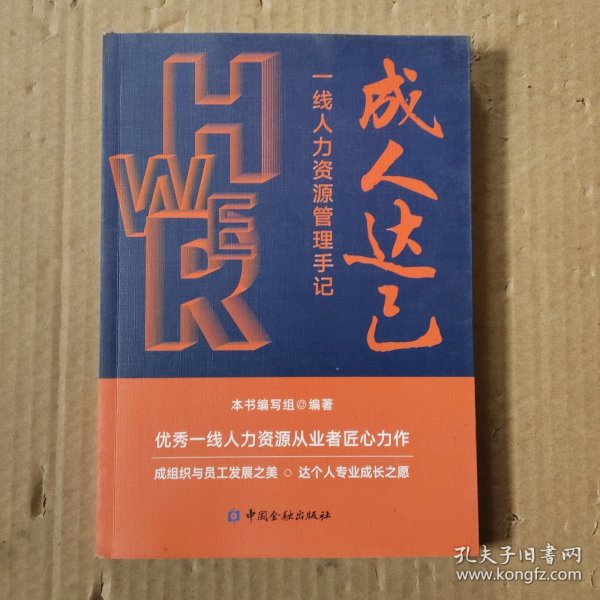 成人达己
一线人力资源管理手记
H
WE
R
本书编写组◎编著
优秀一线人力资源从业者匠心力作
成组织与员工发展之美 ○ 达个人专业成长之愿
中国金融出版社
孔夫子旧书网
www.kongfz.com